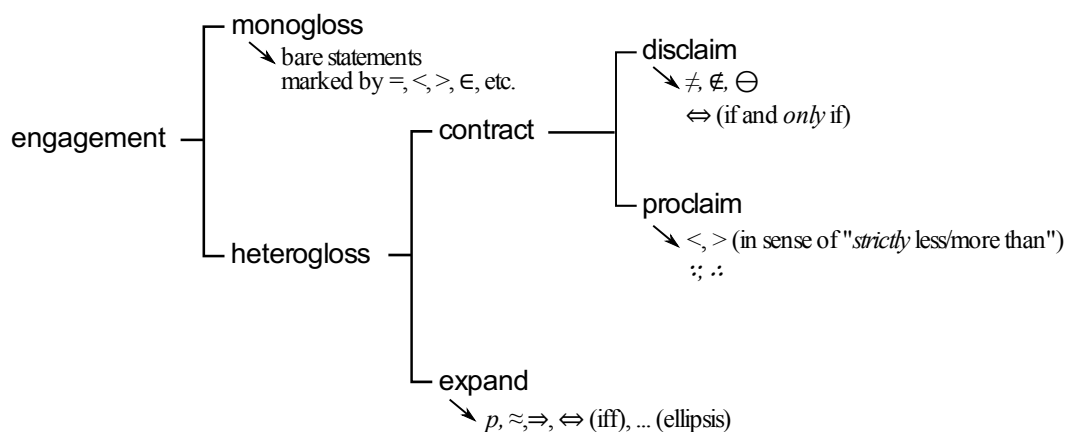 engagement
monogloss
bare statements
marked by =, <, >, ∈, etc.
heterogloss
contract
disclaim
≠, ∉, ⊖
⇔ (if and only if)
proclaim
<, > (in sense of "strictly less/more than")
∵, ∴
expand
p, ≈,⇒, ⇔ (iff), ... (ellipsis)